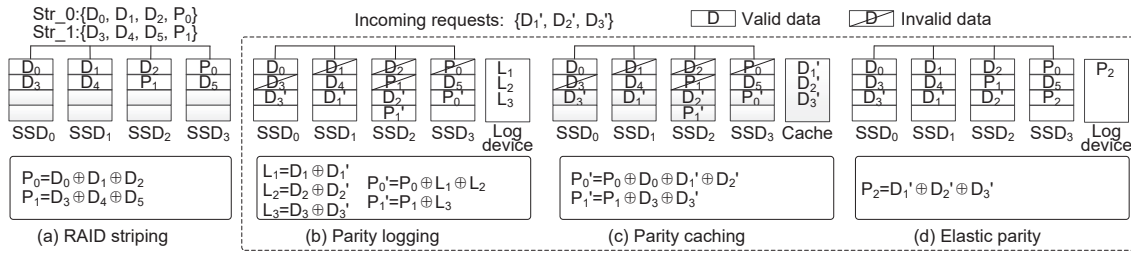 Str_0:{D₀, D₁, D₂, P₀}
Str_1:{D₃, D₄, D₅, P₁}
Incoming requests: {D₁', D₂', D₃'}
D Valid data
D Invalid data
D₀ D₁ D₂ P₀
D₃ D₄ P₁ D₅
SSD₀ SSD₁ SSD₂ SSD₃
P₀=D₀⊕D₁⊕D₂
P₁=D₃⊕D₄⊕D₅
(a) RAID striping
D₀ D₁ D₂ P₀ L₁
D₃ D₄ P₁ D₅ L₂
D₃' D₁' D₂' P₀' L₃
P₁'
SSD₀ SSD₁ SSD₂ SSD₃ Log device
L₁=D₁⊕D₁'
L₂=D₂⊕D₂'
L₃=D₃⊕D₃'
P₀'=P₀⊕L₁⊕L₂
P₁'=P₁⊕L₃
(b) Parity logging
D₀ D₁ D₂ P₀ D₁'
D₃ D₄ P₁ D₅ D₂'
D₃' D₁' D₂' P₀' D₃'
P₁'
SSD₀ SSD₁ SSD₂ SSD₃ Cache
P₀'=P₀⊕D₀⊕D₁'⊕D₂'
P₁'=P₁⊕D₃⊕D₃'
(c) Parity caching
D₀ D₁ D₂ P₀ P₂
D₃ D₄ P₁ D₅
D₃' D₁ D₂ P₂
SSD₀ SSD₁ SSD₂ SSD₃ Log device
P₂=D₁'⊕D₂'⊕D₃'
(d) Elastic parity